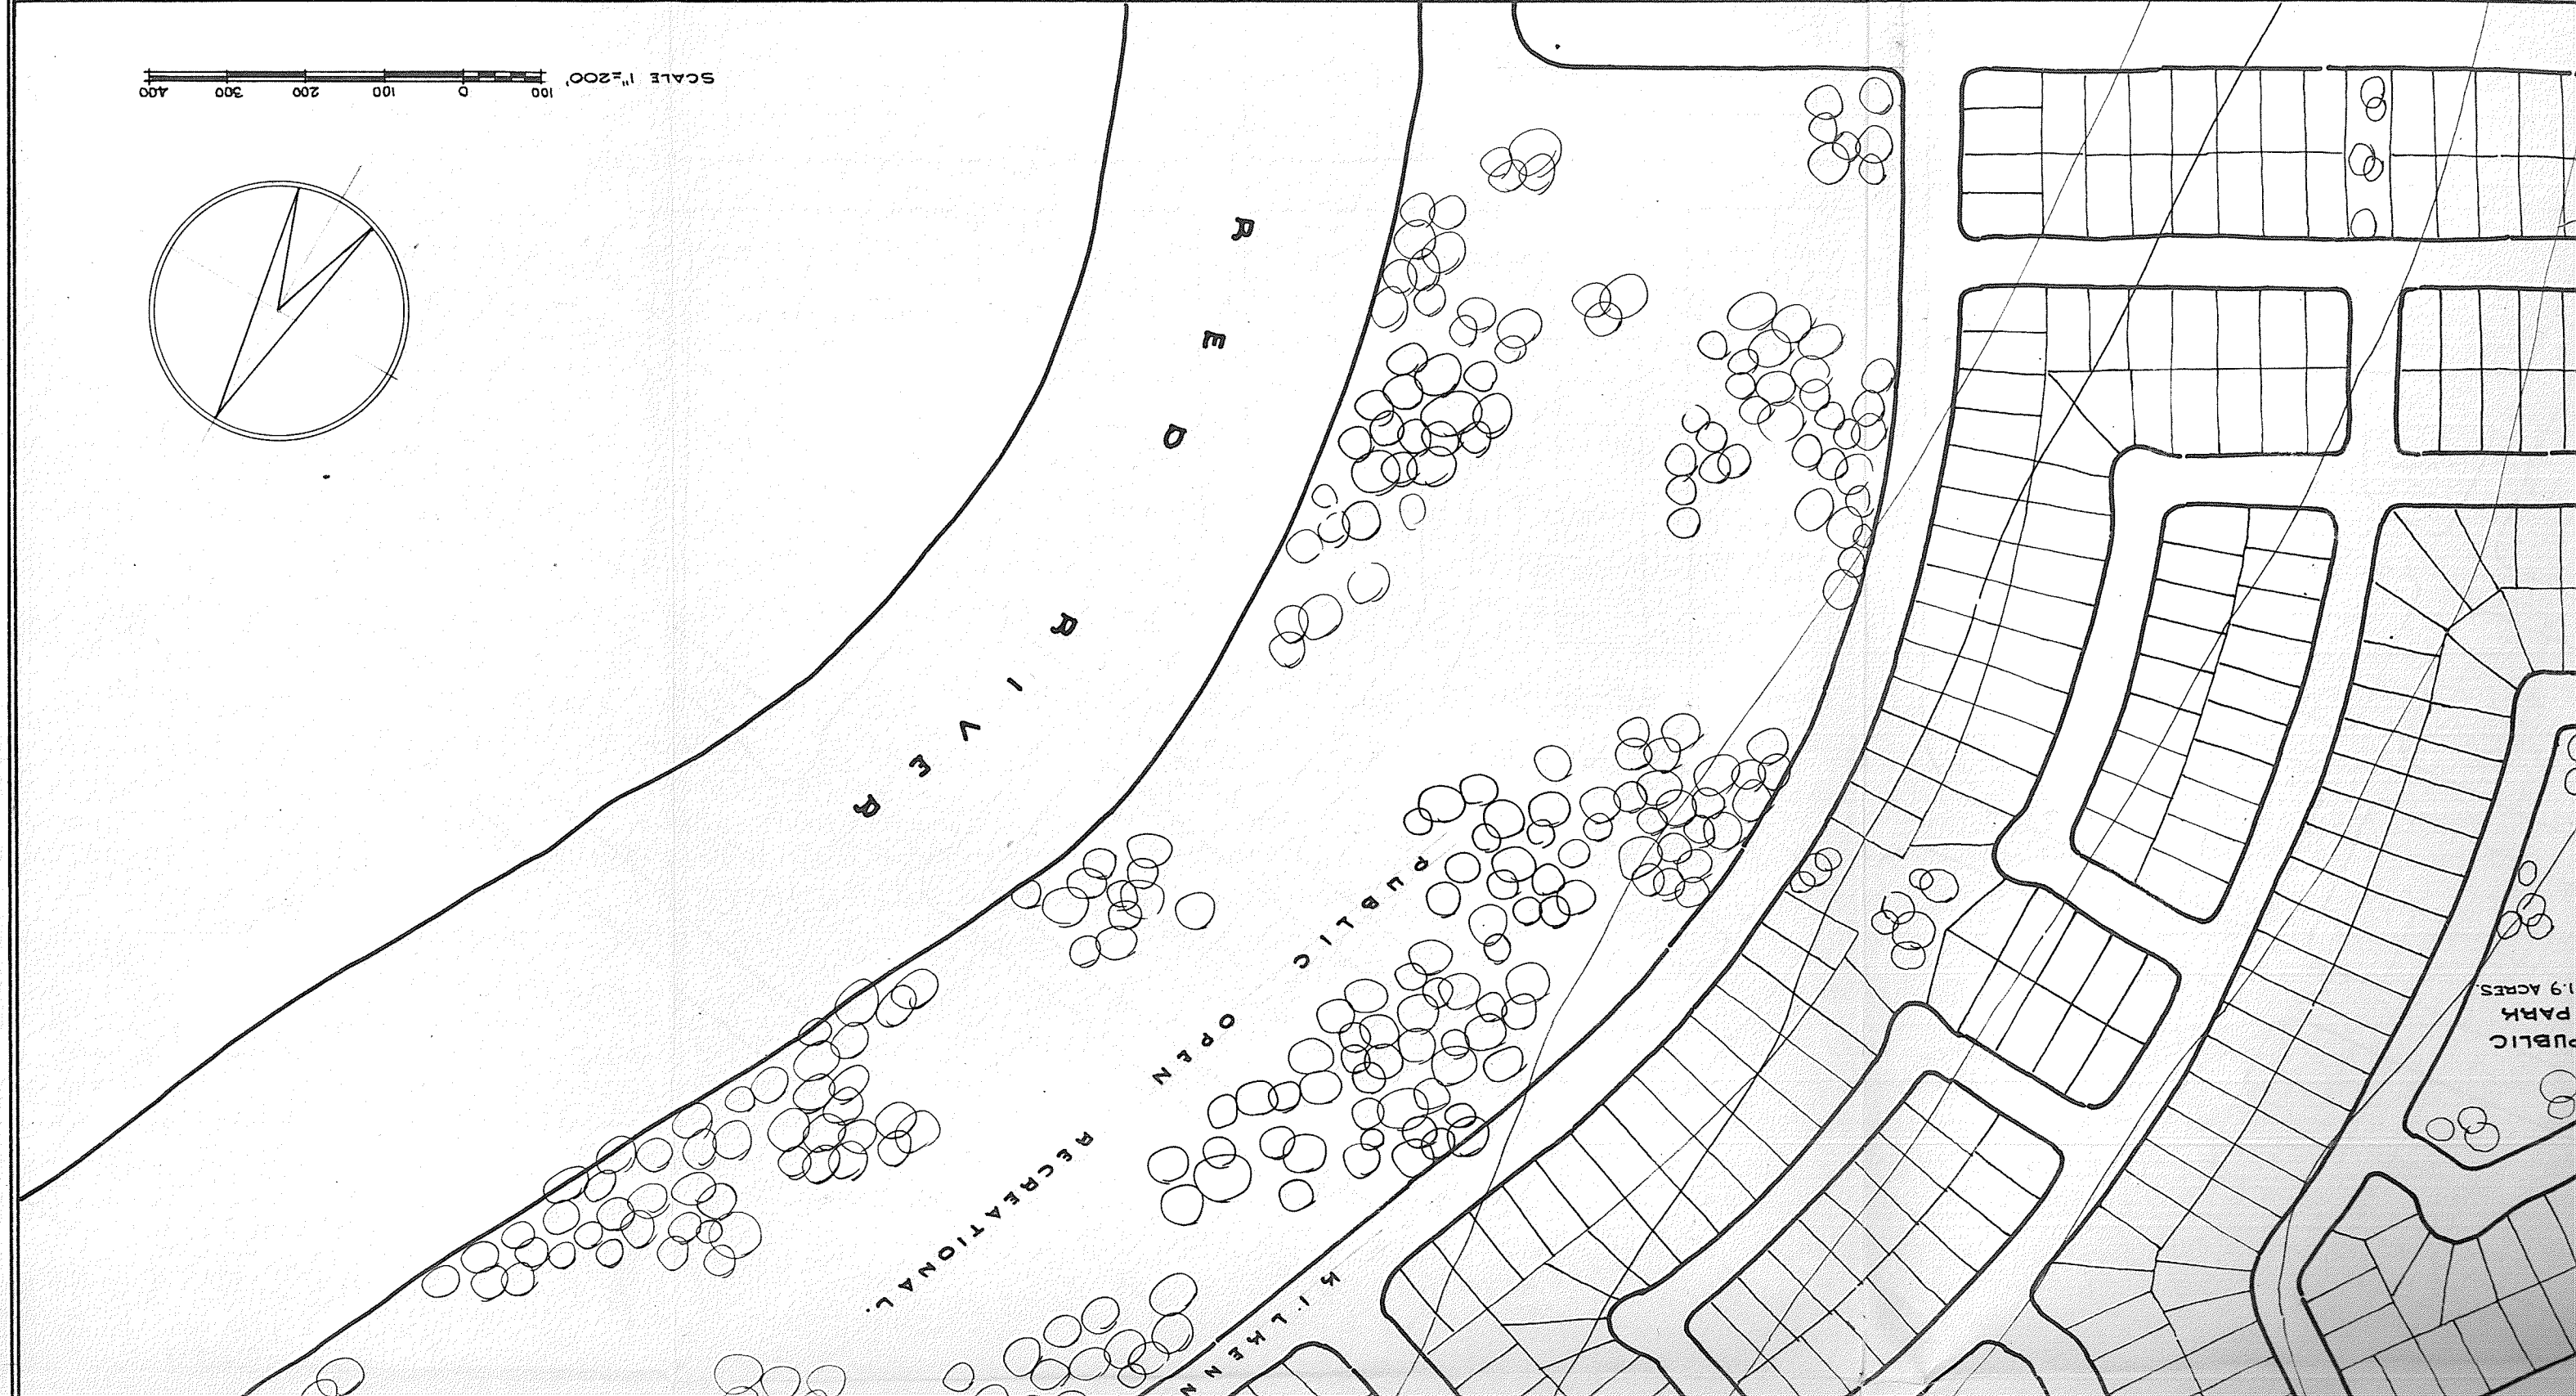 SCALE 1"=200'
100 0 100 200 300 400
RED
RIVER
PUBLIC
OPEN
RECREATIONAL.
KILKENN
PUBLIC
PARK
1.9 ACRES.